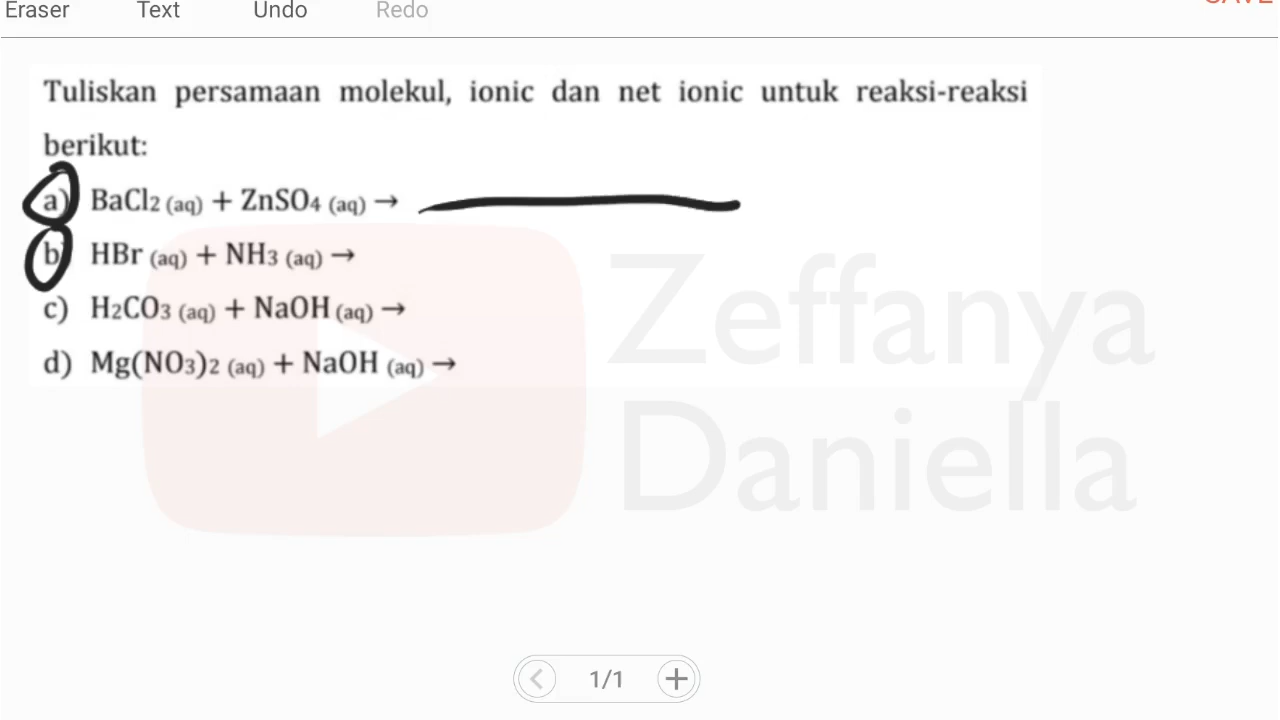 Eraser Text Undo Redo
Tuliskan persamaan molekul, ionic dan net ionic untuk reaksi-reaksi
berikut:
a) BaCl2 (aq) + ZnSO4 (aq) →
b) HBr (aq) + NH3 (aq) →
c) H2CO3 (aq) + NaOH (aq) →
d) Mg(NO3)2 (aq) + NaOH (aq) →
Zeffanya
Daniella
1/1